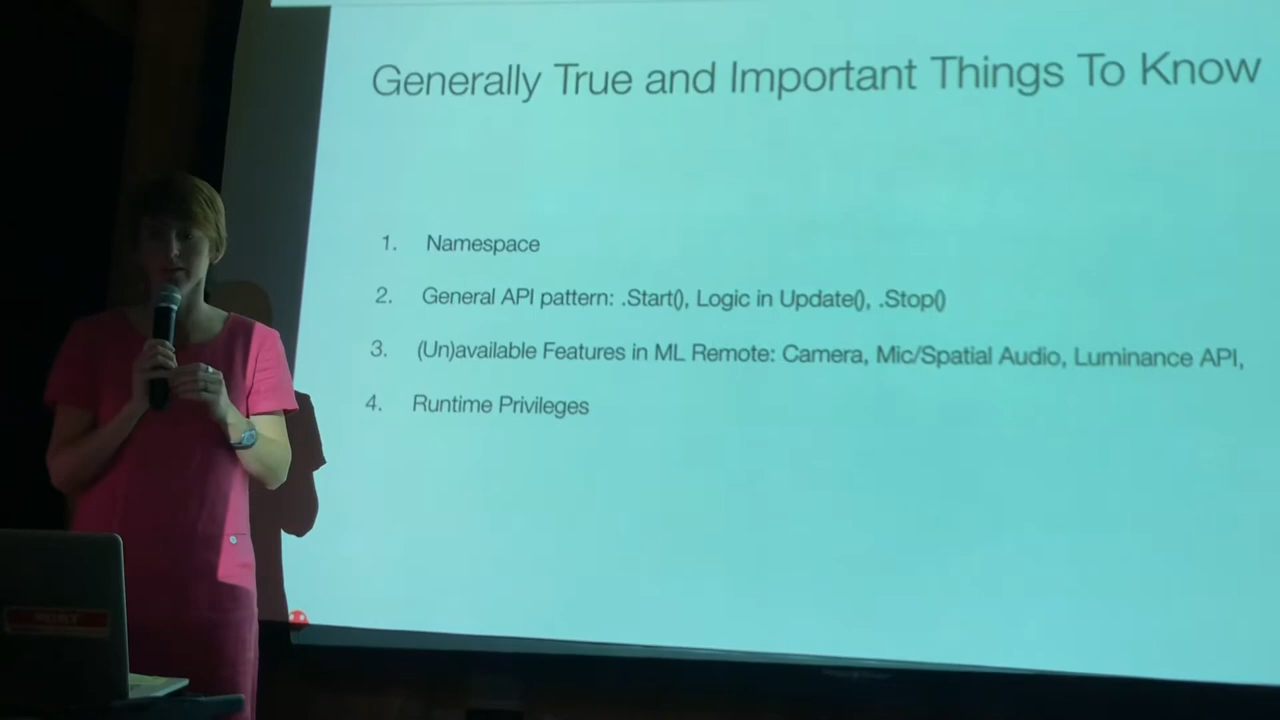 Generally True and Important Things To Know
1. Namespace
2. General API pattern: .Start(), Logic in Update(), .Stop()
3. (Un)available Features in ML Remote: Camera, Mic/Spatial Audio, Luminance API,
4. Runtime Privileges